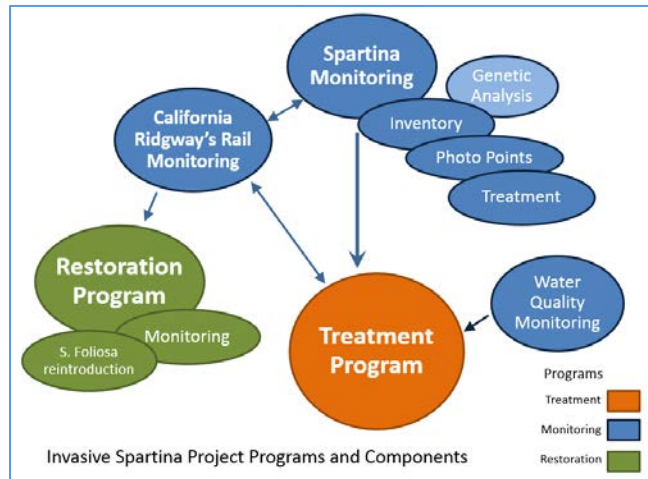 Spartina
Monitoring
Genetic
Analysis
Inventory
Photo Points
Treatment
California
Ridgway's Rail
Monitoring
Restoration
Program
Monitoring
S. Foliosa
reintroduction
Treatment
Program
Water
Quality
Monitoring
Programs
Treatment
Monitoring
Restoration
Invasive Spartina Project Programs and Components